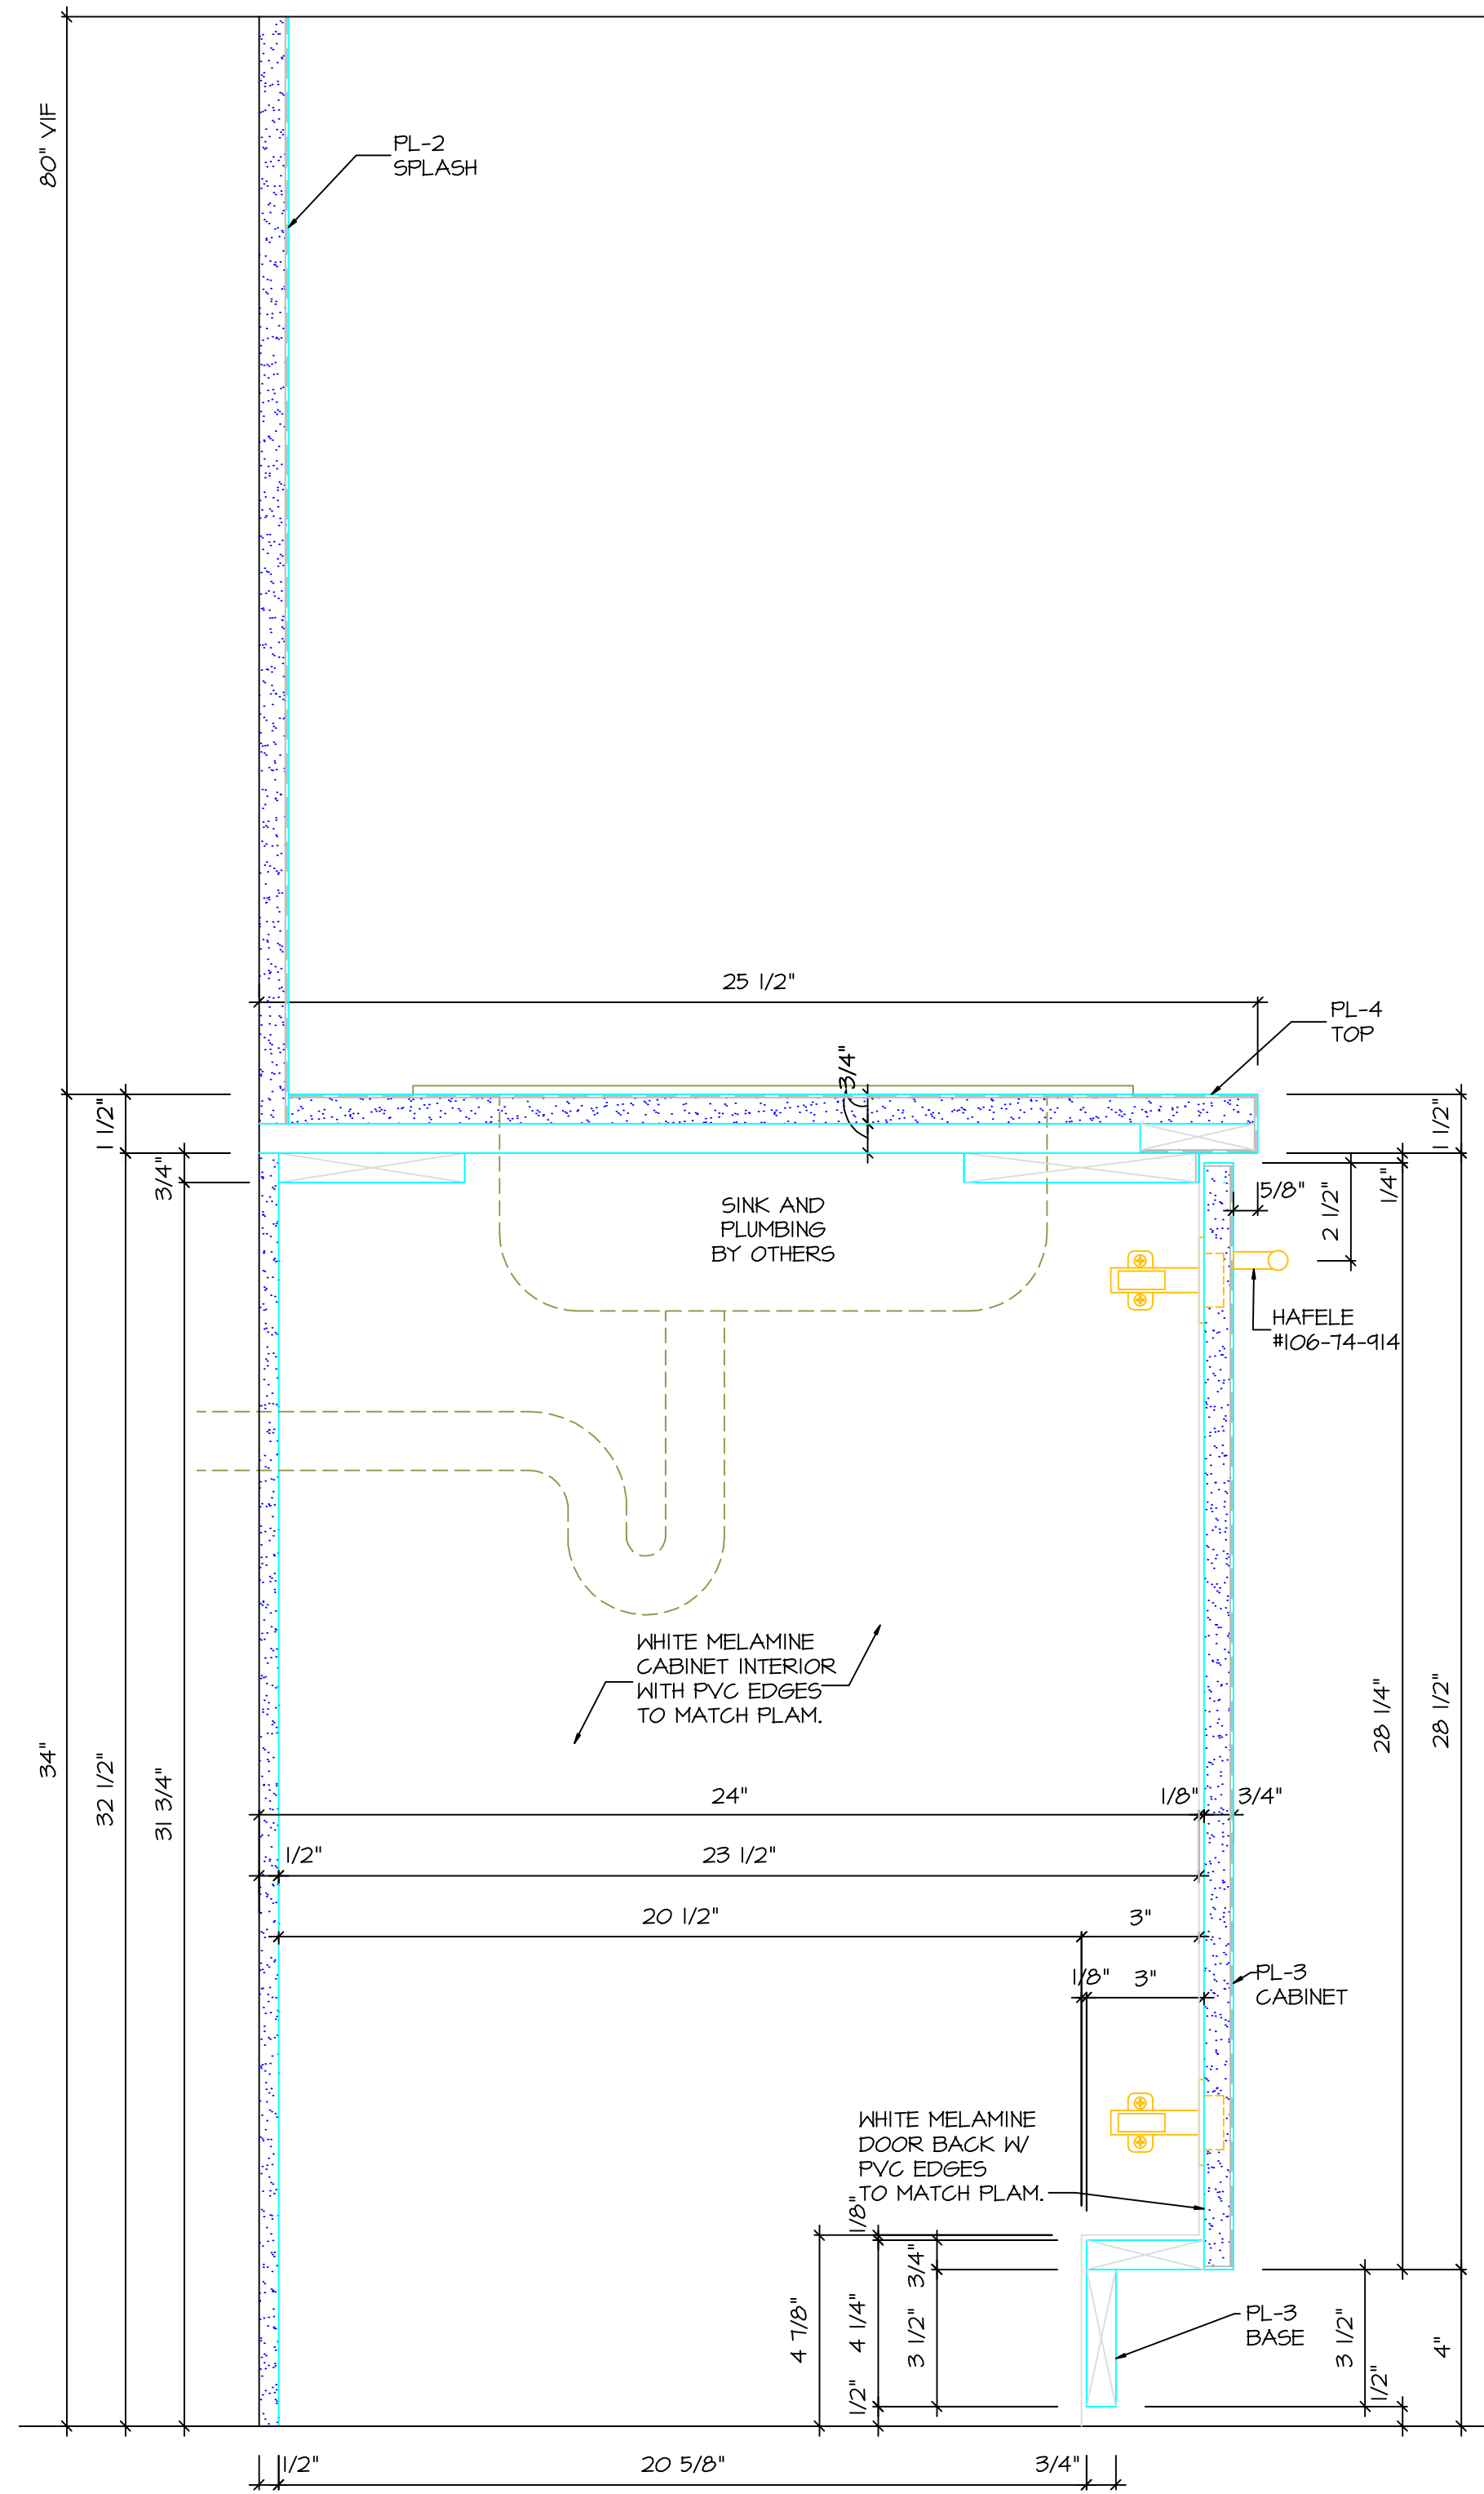 80" VIF
PL-2
SPLASH
25 1/2"
PL-4
TOP
3/4"
1 1/2"
1 1/2"
3/4"
1/4"
5/8"
2 1/2"
SINK AND
PLUMBING
BY OTHERS
HAFELE
#106-74-914
WHITE MELAMINE
CABINET INTERIOR
WITH PVC EDGES
TO MATCH PLAM.
34"
32 1/2"
31 3/4"
28 1/4"
28 1/2"
24"
1/8"
3/4"
1/2"
23 1/2"
20 1/2"
3"
1/8"
3"
PL-3
CABINET
WHITE MELAMINE
DOOR BACK W/
PVC EDGES
TO MATCH PLAM.
1/8"
3/4"
4 7/8"
4 1/4"
3 1/2"
1/2"
PL-3
BASE
3 1/2"
1/2"
4"
1/2"
20 5/8"
3/4"